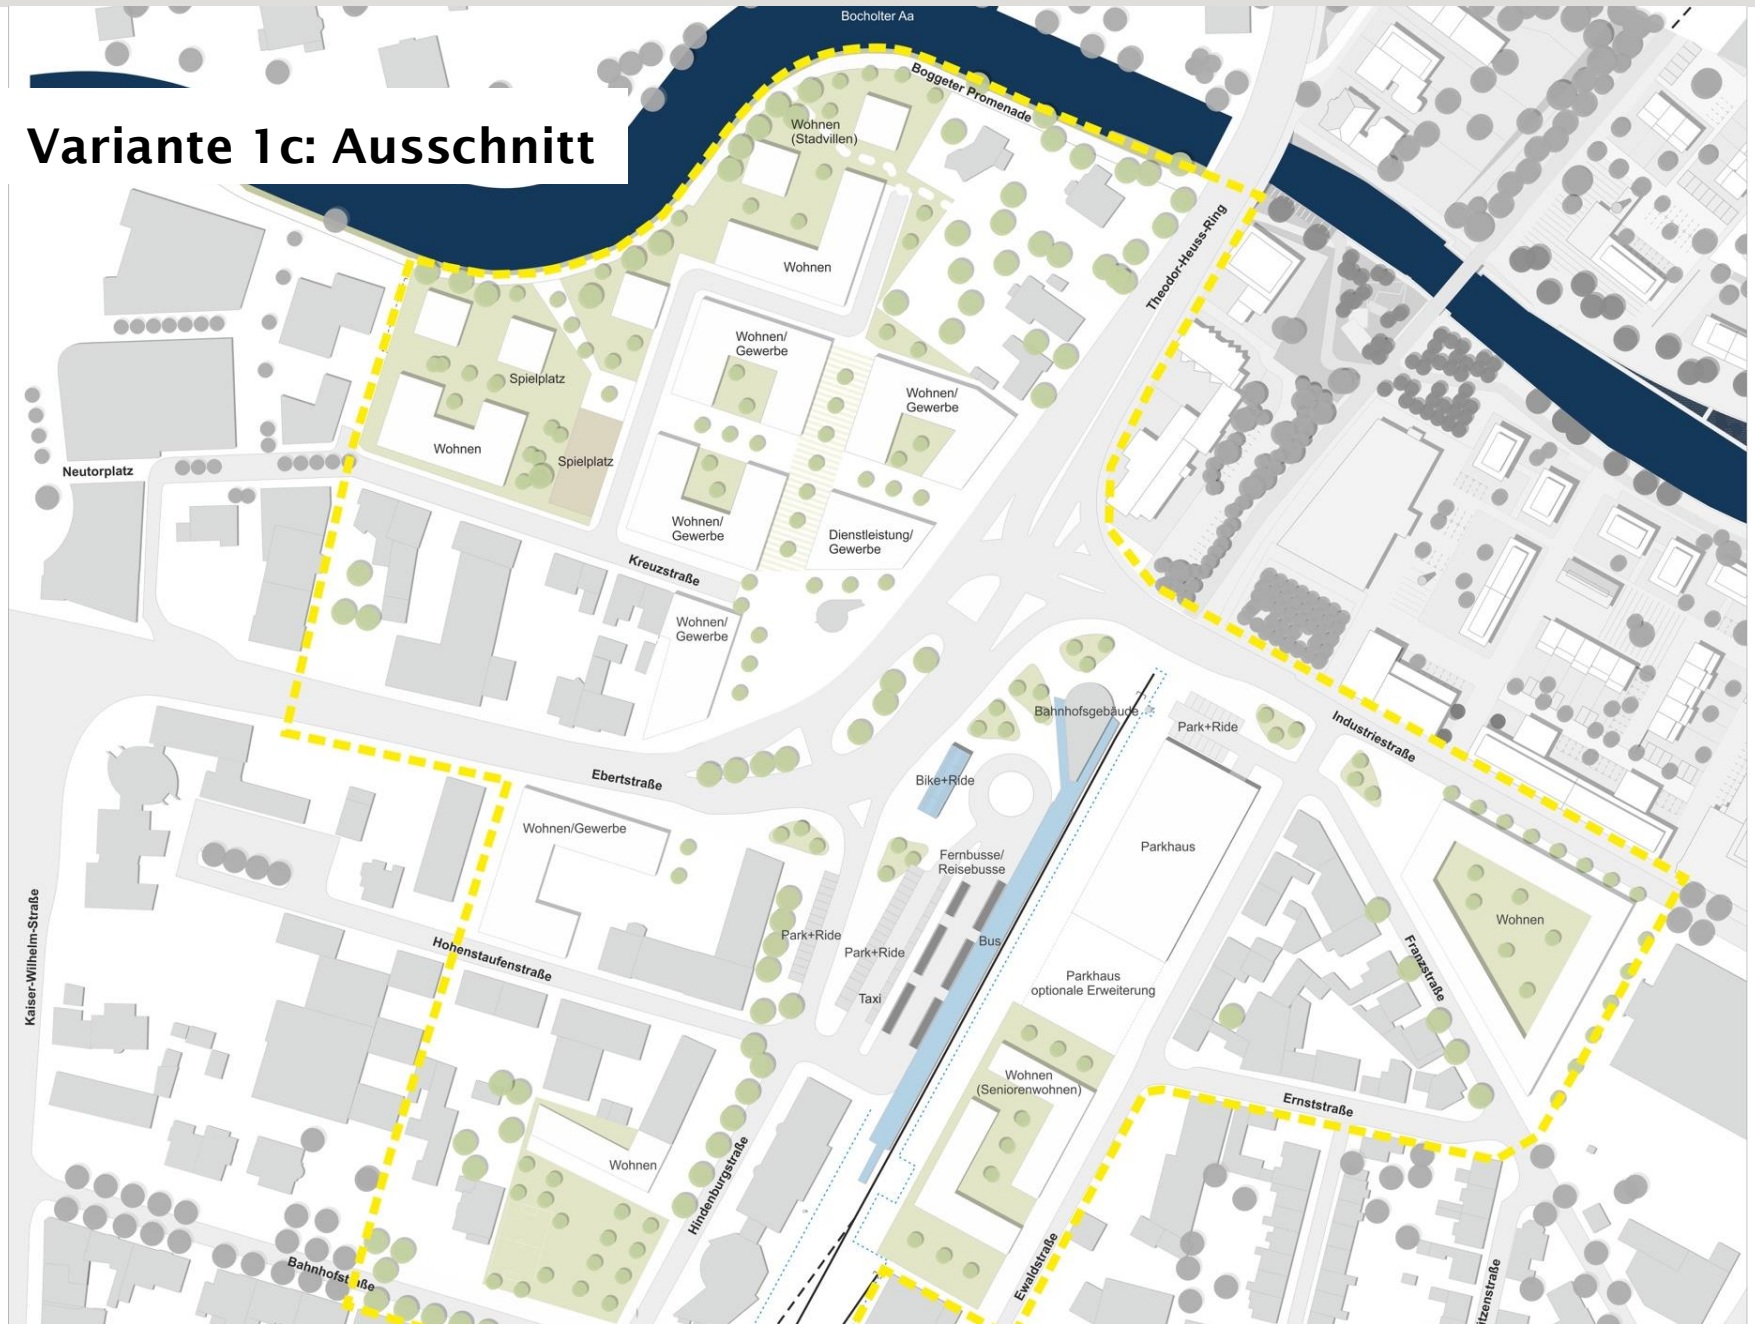 Bocholter Aa
Boggeter Promenade
Variante 1c: Ausschnitt
Wohnen
(Stadvillen)
Theodor-Heuss-Ring
Wohnen
Wohnen/
Gewerbe
Spielplatz
Wohnen/
Gewerbe
Wohnen
Spielplatz
Neutorplatz
Wohnen/
Gewerbe
Dienstleistung/
Gewerbe
Kreuzstraße
Wohnen/
Gewerbe
Bahnhofsgebäude
Park+Ride
Industriestraße
Ebertstraße
Bike+Ride
Wohnen/Gewerbe
Parkhaus
Fernbusse/
Reisebusse
Kaiser-Wilhelm-Straße
Wohnen
Park+Ride
Bus
Park+Ride
Hohenstaufenstraße
Franzstraße
Parkhaus
optionale Erweiterung
Taxi
Wohnen
(Seniorenwohnen)
Ernststraße
Wohnen
Hindenburgstraße
Bahnhofstraße
Ewaldstraße
tzenstraße